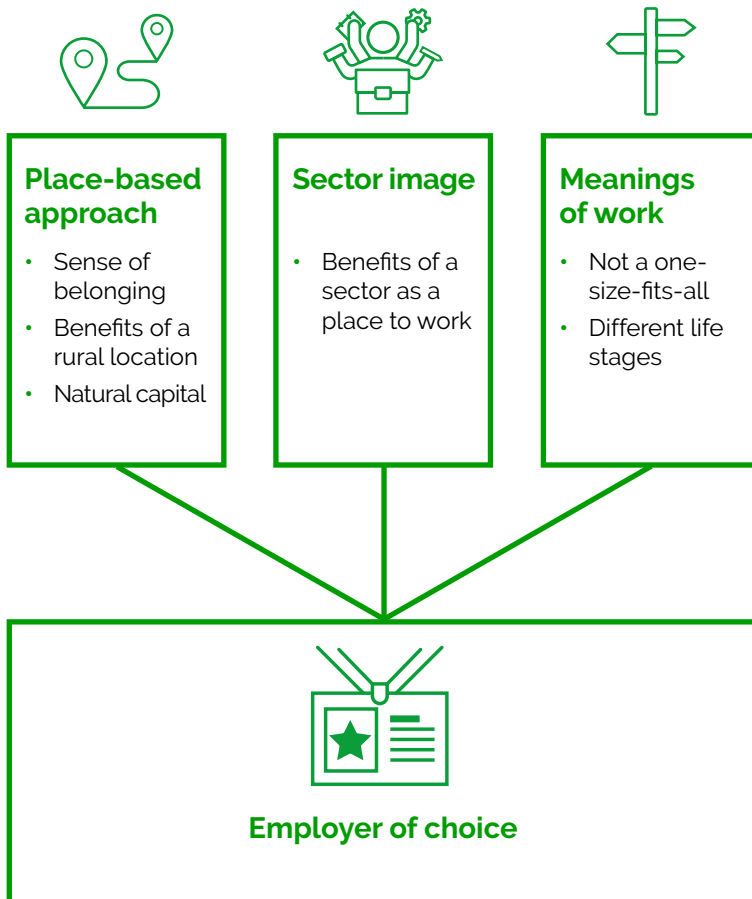 Place-based
approach
• Sense of
belonging
• Benefits of a
rural location
• Natural capital
Sector image
• Benefits of a
sector as a
place to work
Meanings
of work
• Not a one-
size-fits-all
• Different life
stages
Employer of choice